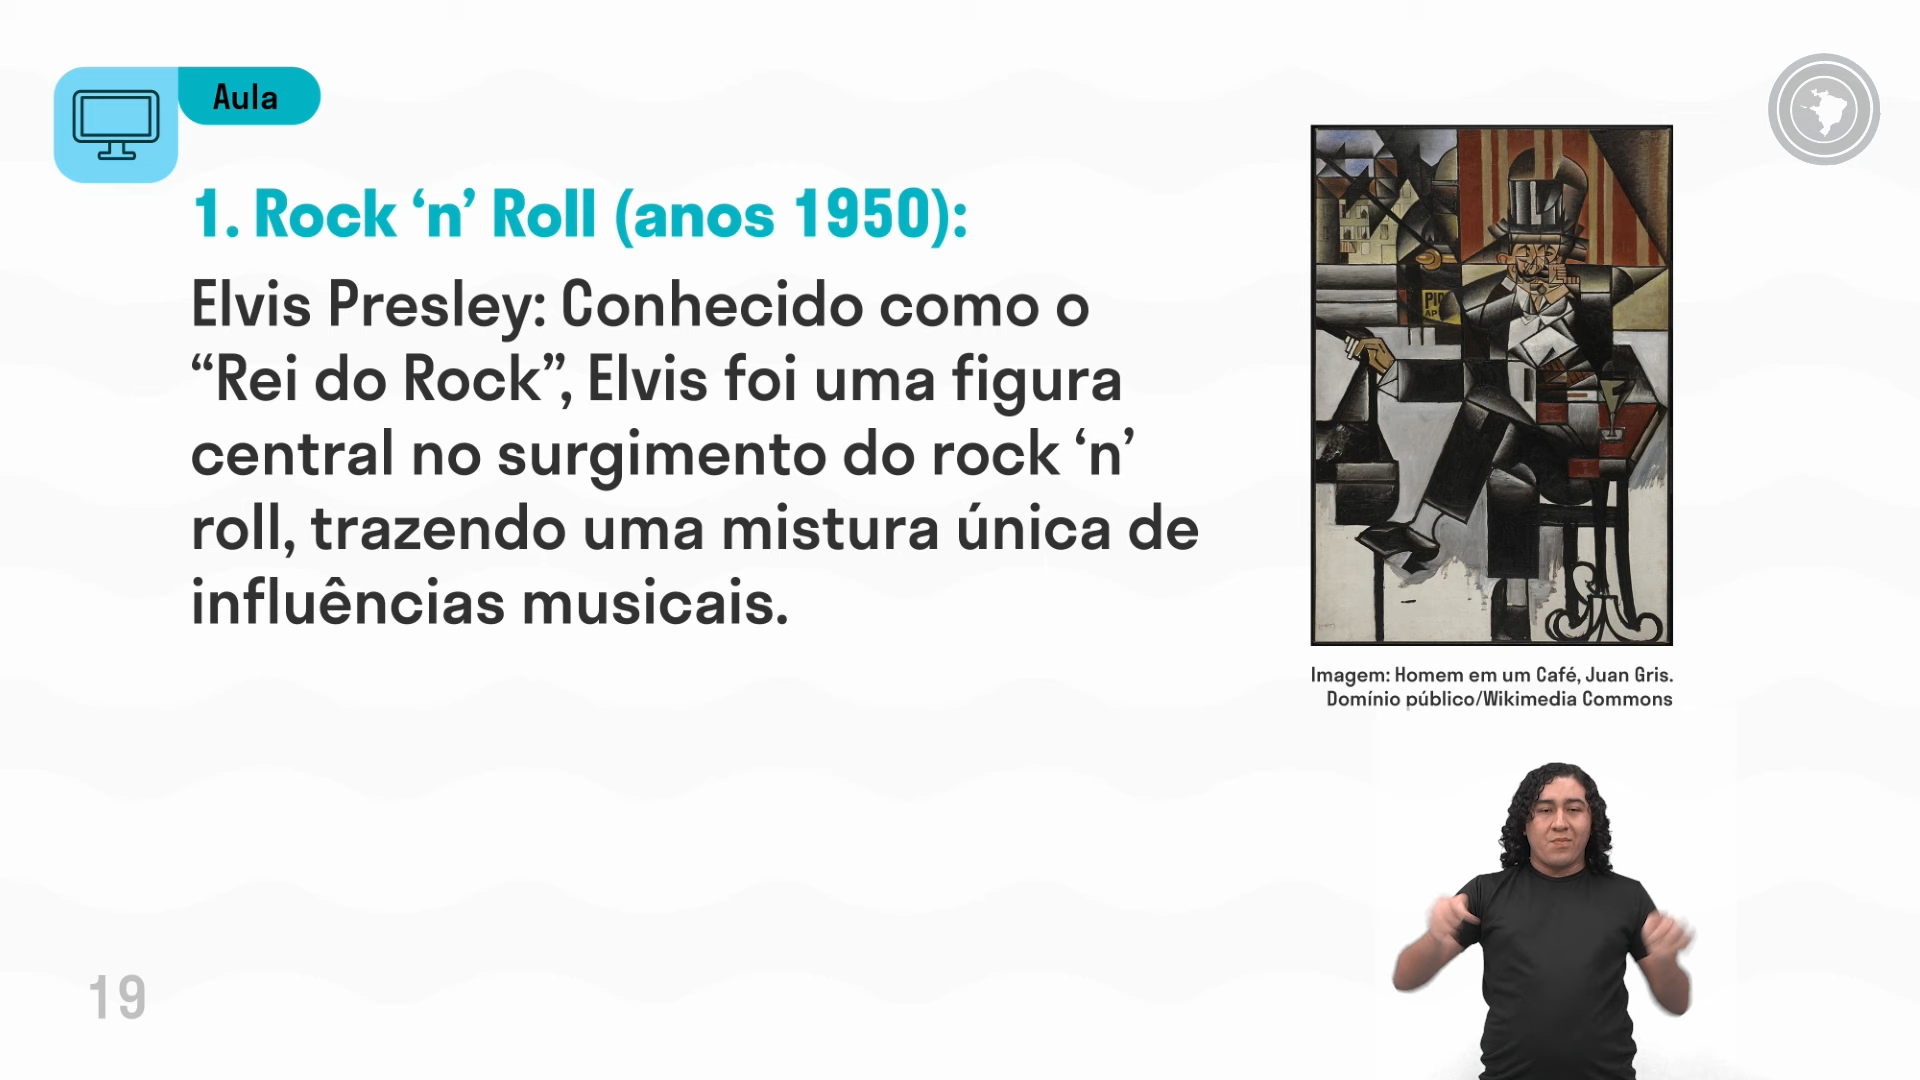 Aula
1. Rock ‘n’ Roll (anos 1950):
Elvis Presley: Conhecido como o
“Rei do Rock”, Elvis foi uma figura
central no surgimento do rock ‘n’
roll, trazendo uma mistura única de
influências musicais.
PIC
AP
Imagem: Homem em um Café, Juan Gris.
Domínio público/Wikimedia Commons
19